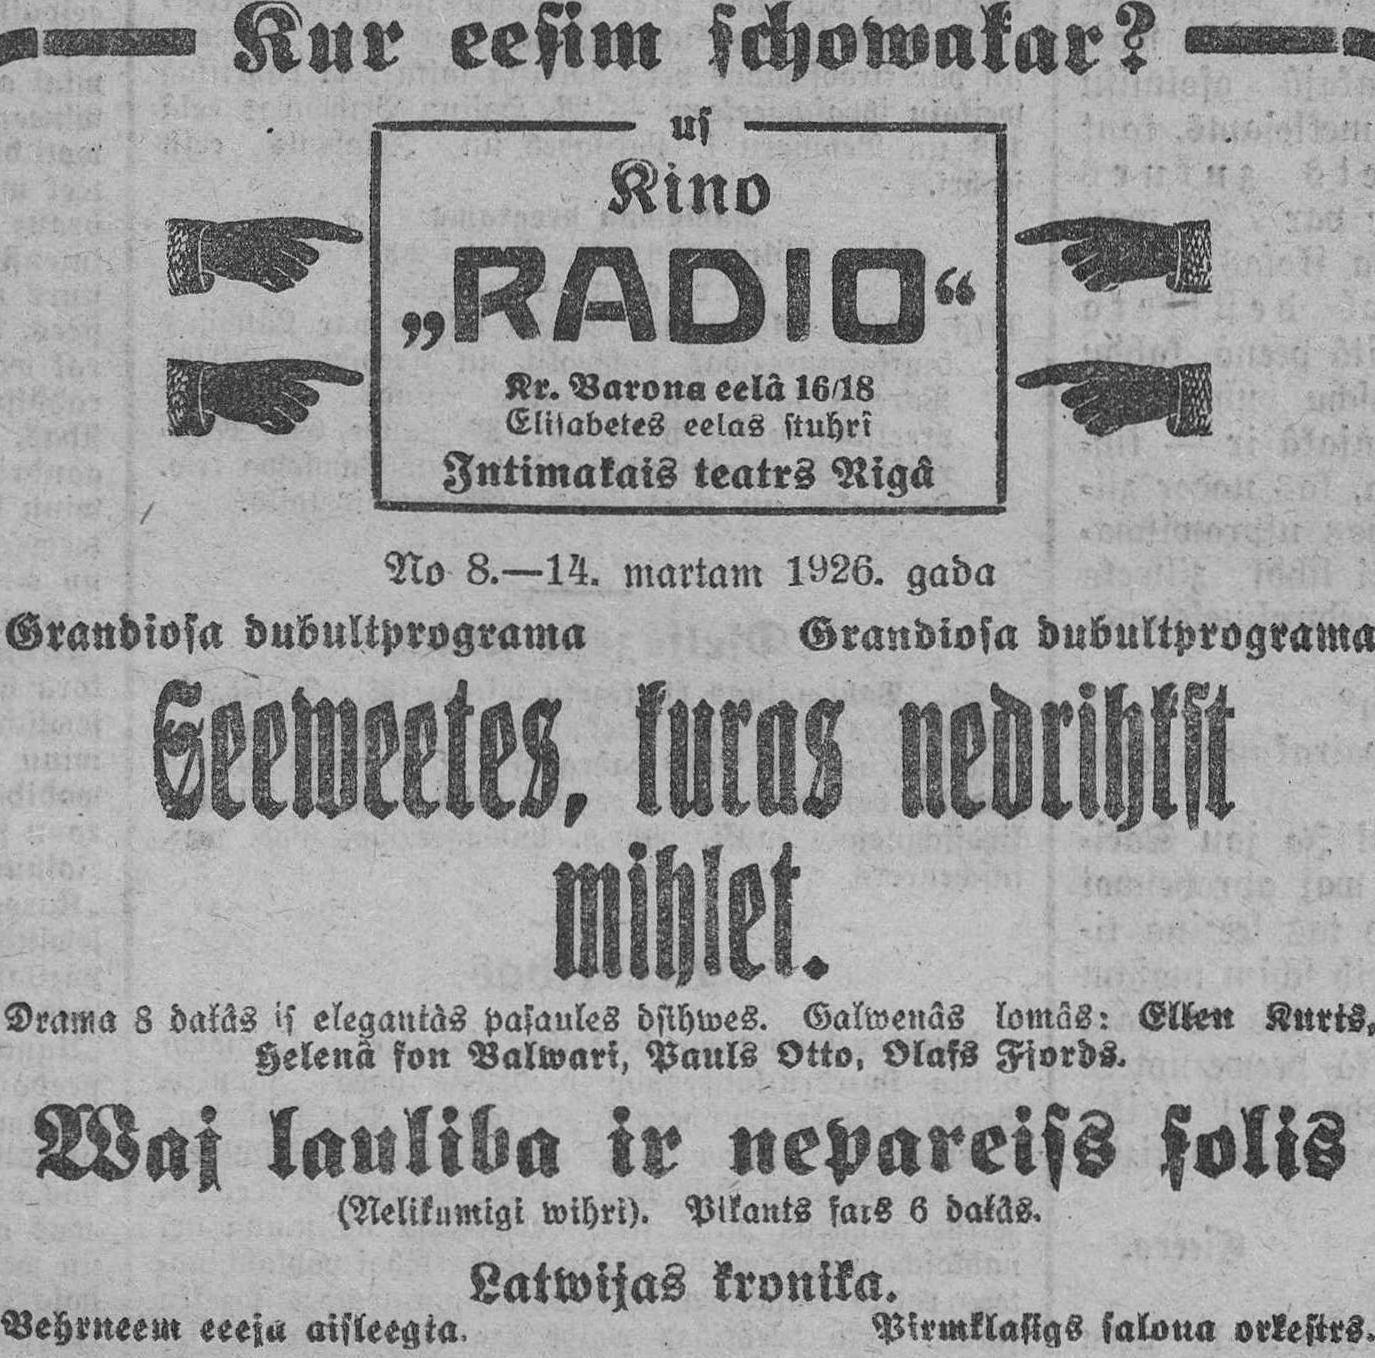 Kur eeſim ſchowakar?
uſ
Kino
„RADIO“
Kr. Barona eelâ 16/18
Eliſabetes eelas ſtuhrî
Intimakais teatrs Rigâ
No 8.—14. martam 1926. gada
Grandioſa dubultprograma Grandioſa dubultprograma
Seeweetes, kuras nedrihkſt
mihlet.
Drama 8 daļâs iſ elegantàs paſaules dſihwes. Galwenâs lomâs: Ellen Kurts,
Helenâ fon Balwari, Pauls Otto, Olafs Fjords.
Waj lauliba ir nepareiſs ſolis
(Nelikumigi wihri). Pikants fars 6 daļâs.
Latwijas kronika.
Behrneem eeeja aiſleegta. Pirmklaſigs ſalona orkeſtrs.